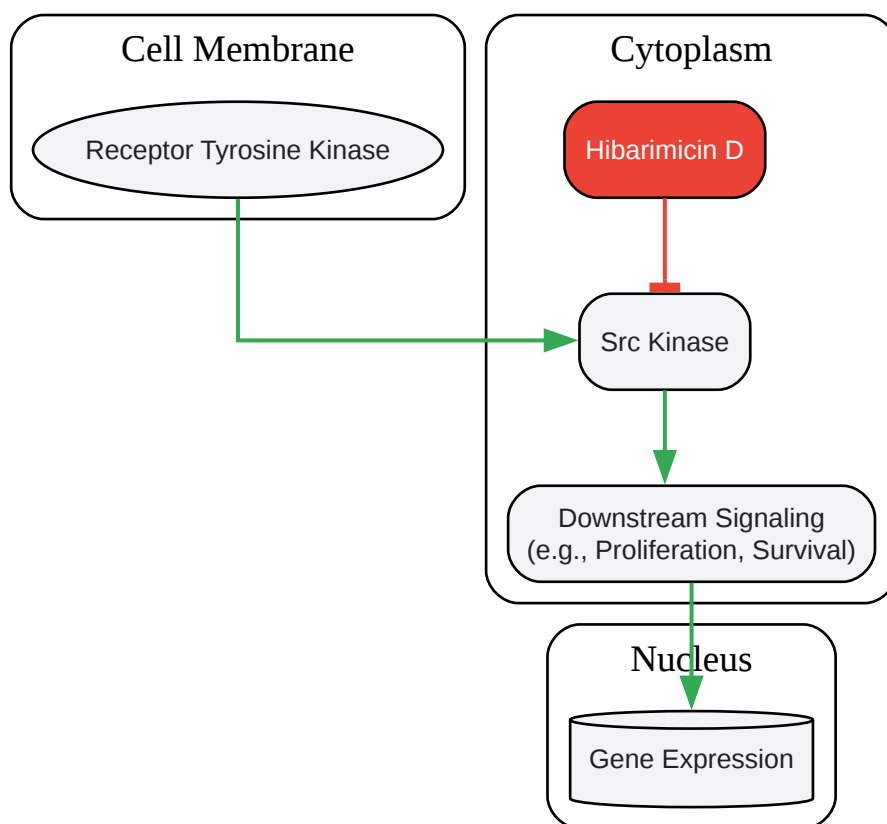 Cell Membrane
Receptor Tyrosine Kinase
Cytoplasm
Hibarimicin D
Src Kinase
Downstream Signaling
(e.g., Proliferation, Survival)
Nucleus
Gene Expression